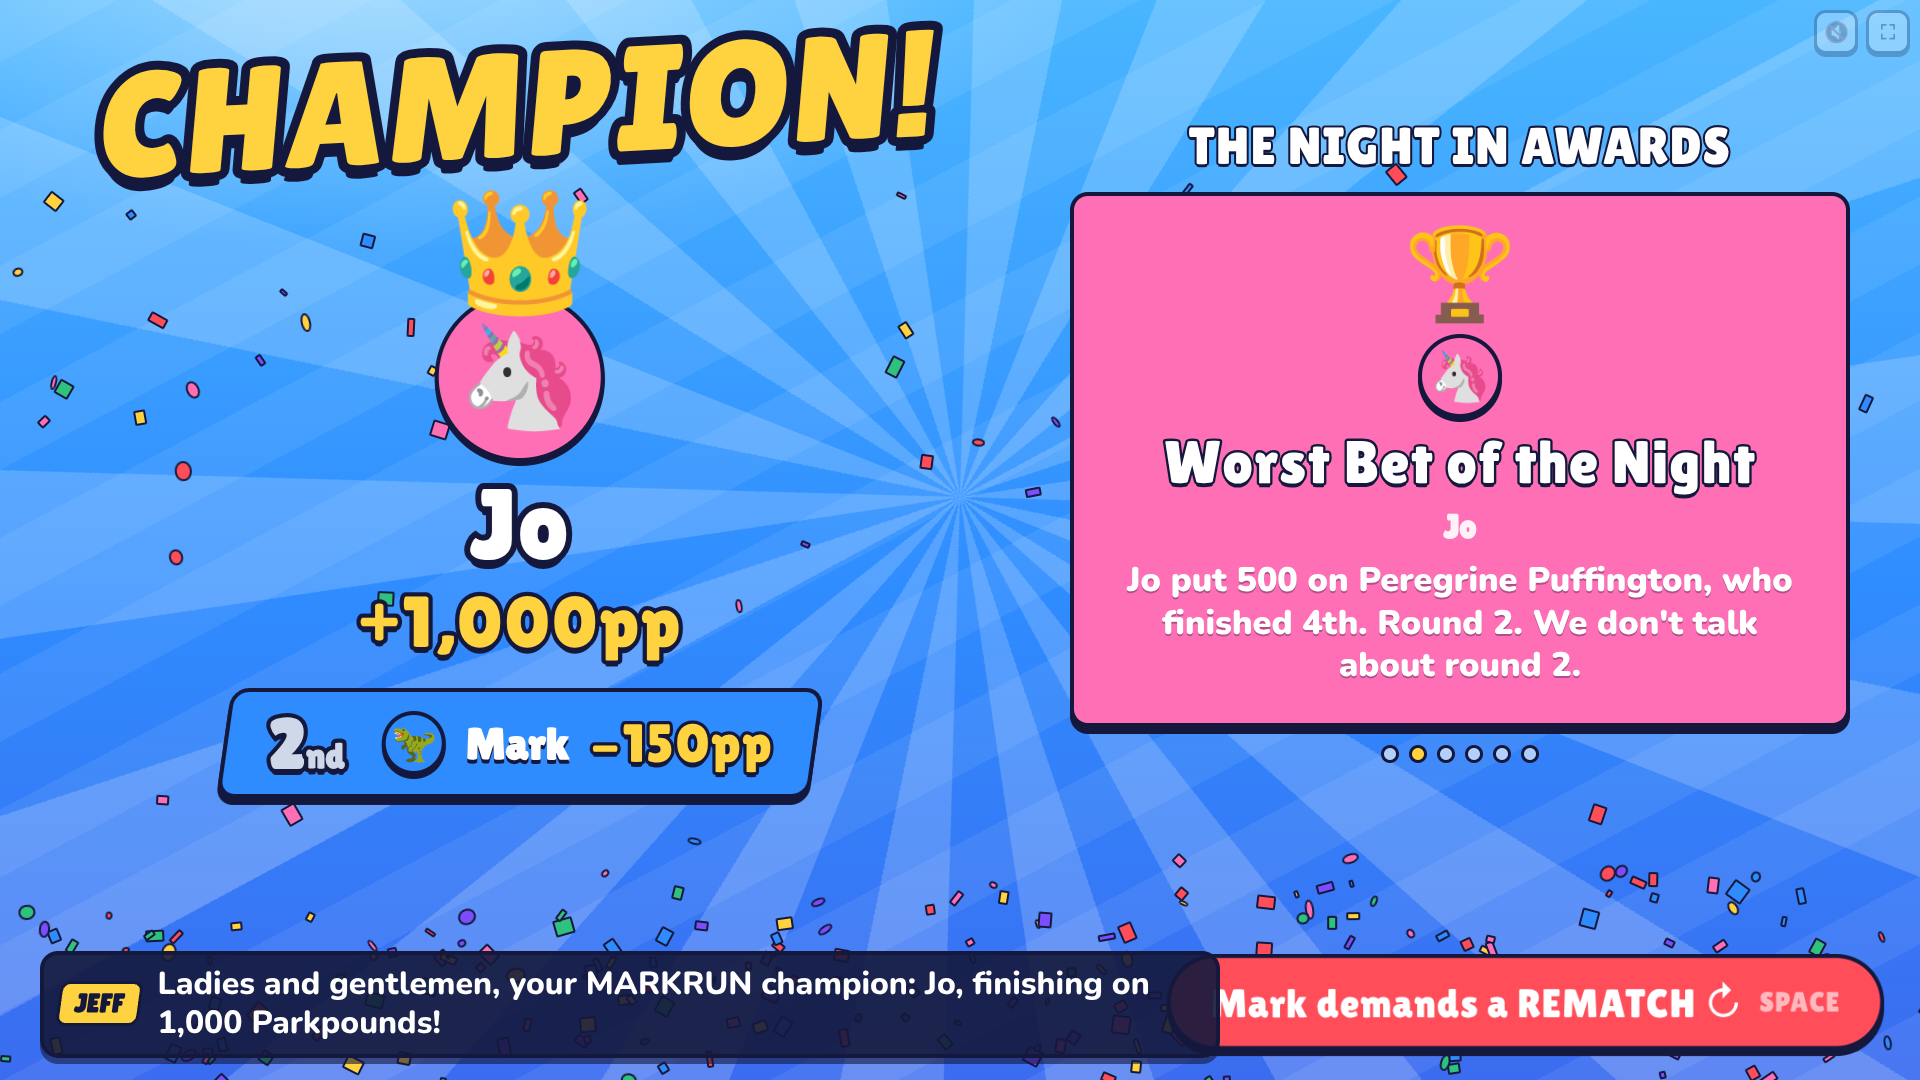 CHAMPION!
Jo
+1,000pp
2nd Mark -150pp
THE NIGHT IN AWARDS
Worst Bet of the Night
Jo
Jo put 500 on Peregrine Puffington, who
finished 4th. Round 2. We don't talk
about round 2.
JEFF
Ladies and gentlemen, your MARKRUN champion: Jo, finishing on
1,000 Parkpounds!
Mark demands a REMATCH SPACE